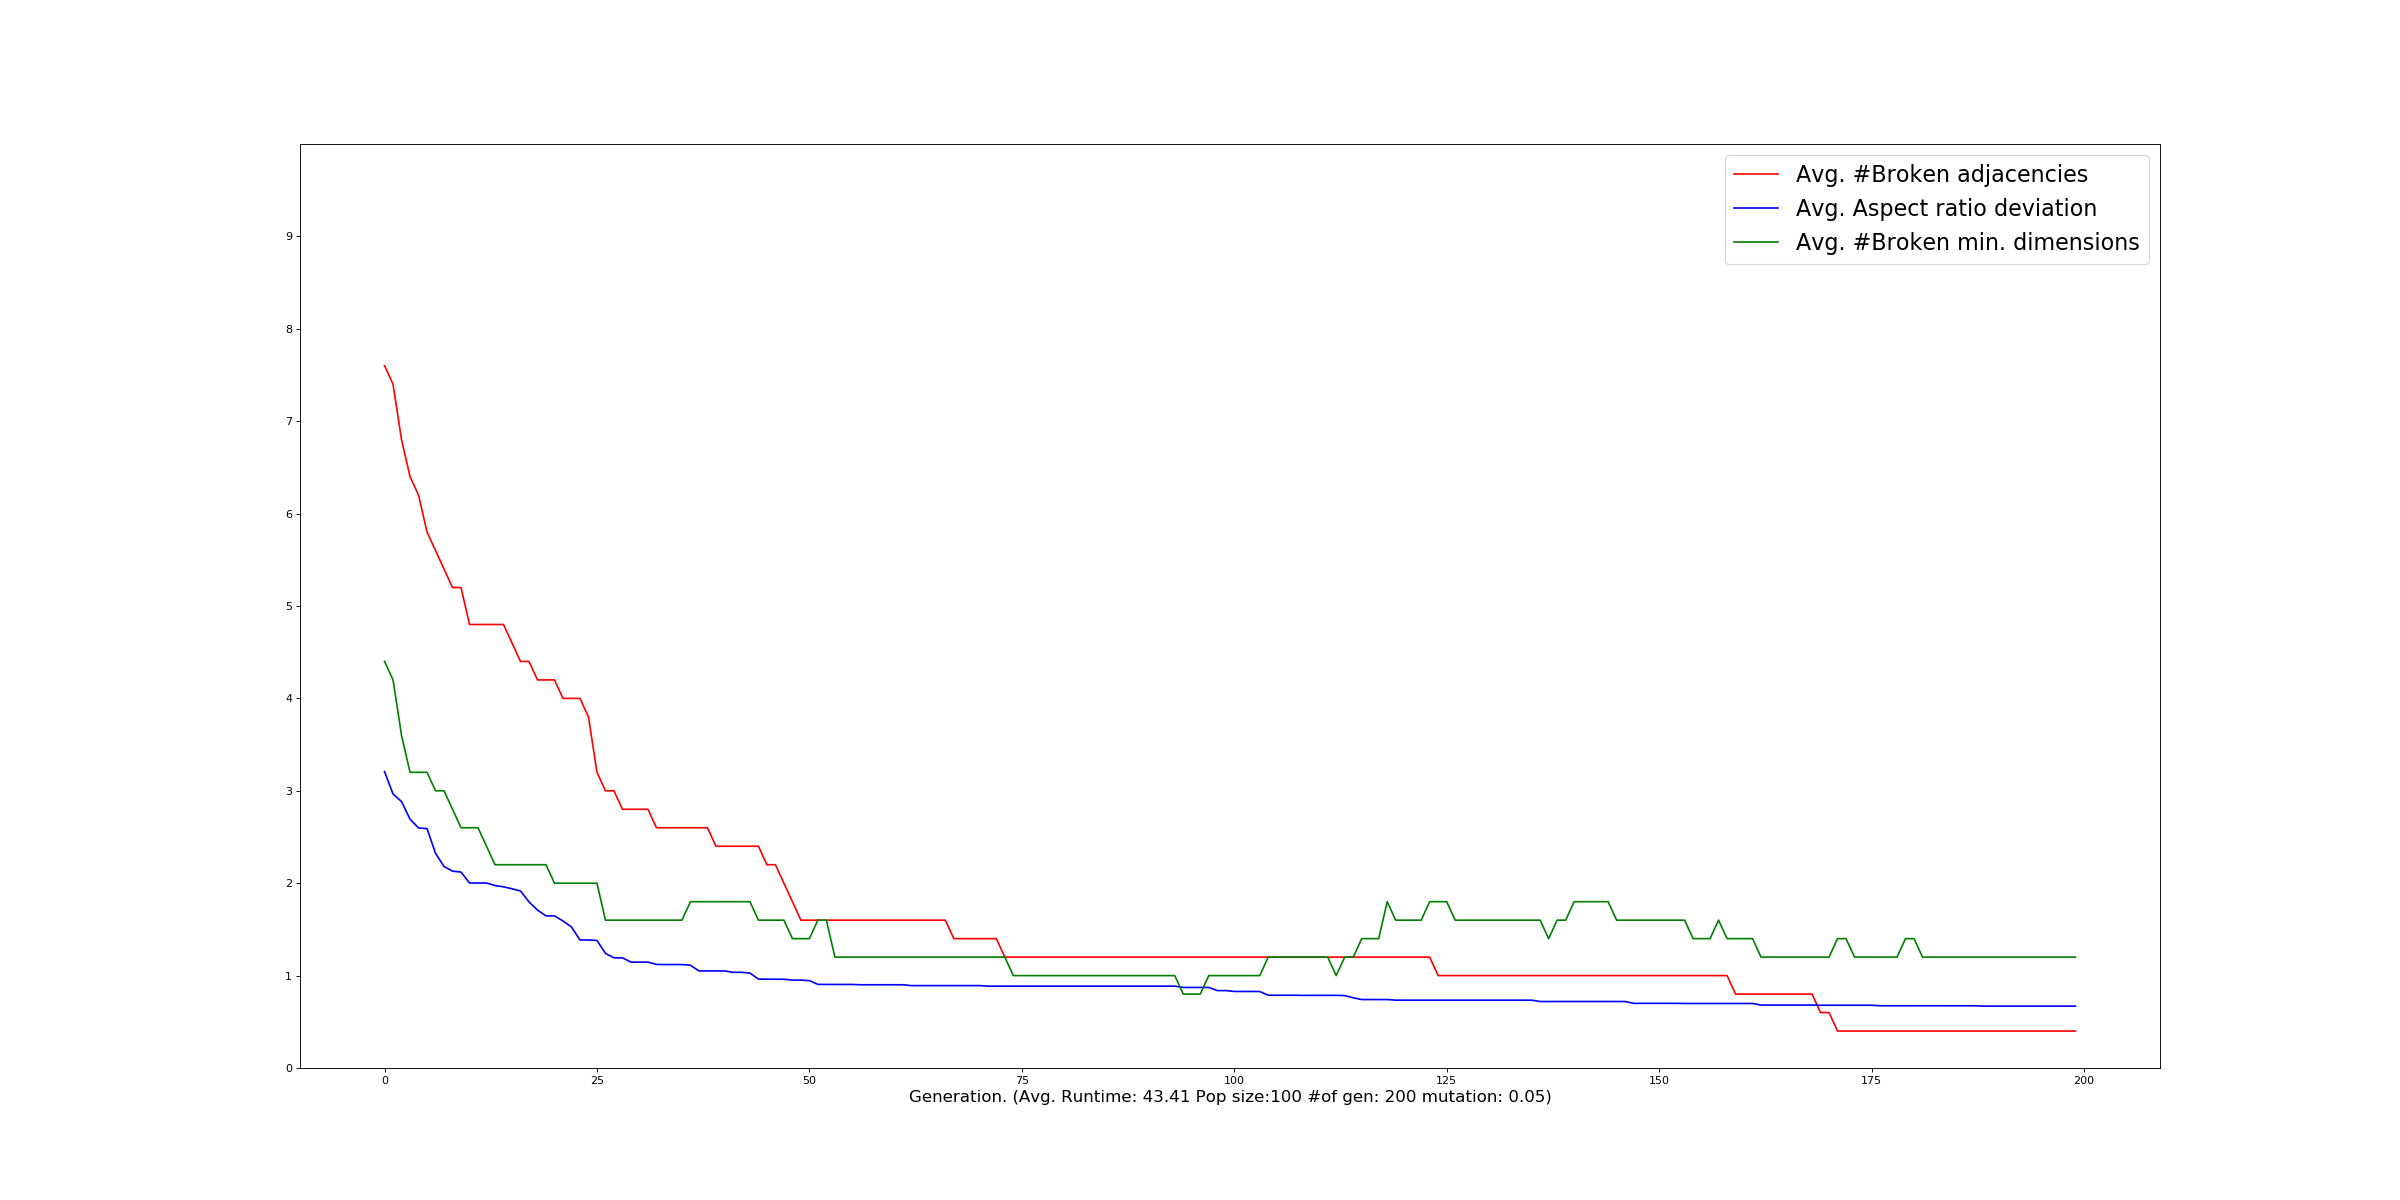 Avg. #Broken adjacencies
Avg. Aspect ratio deviation
Avg. #Broken min. dimensions
9
8
7
6
5
4
3
2
1
0
0 25 50 75 100 125 150 175 200
Generation. (Avg. Runtime: 43.41 Pop size:100 #of gen: 200 mutation: 0.05)